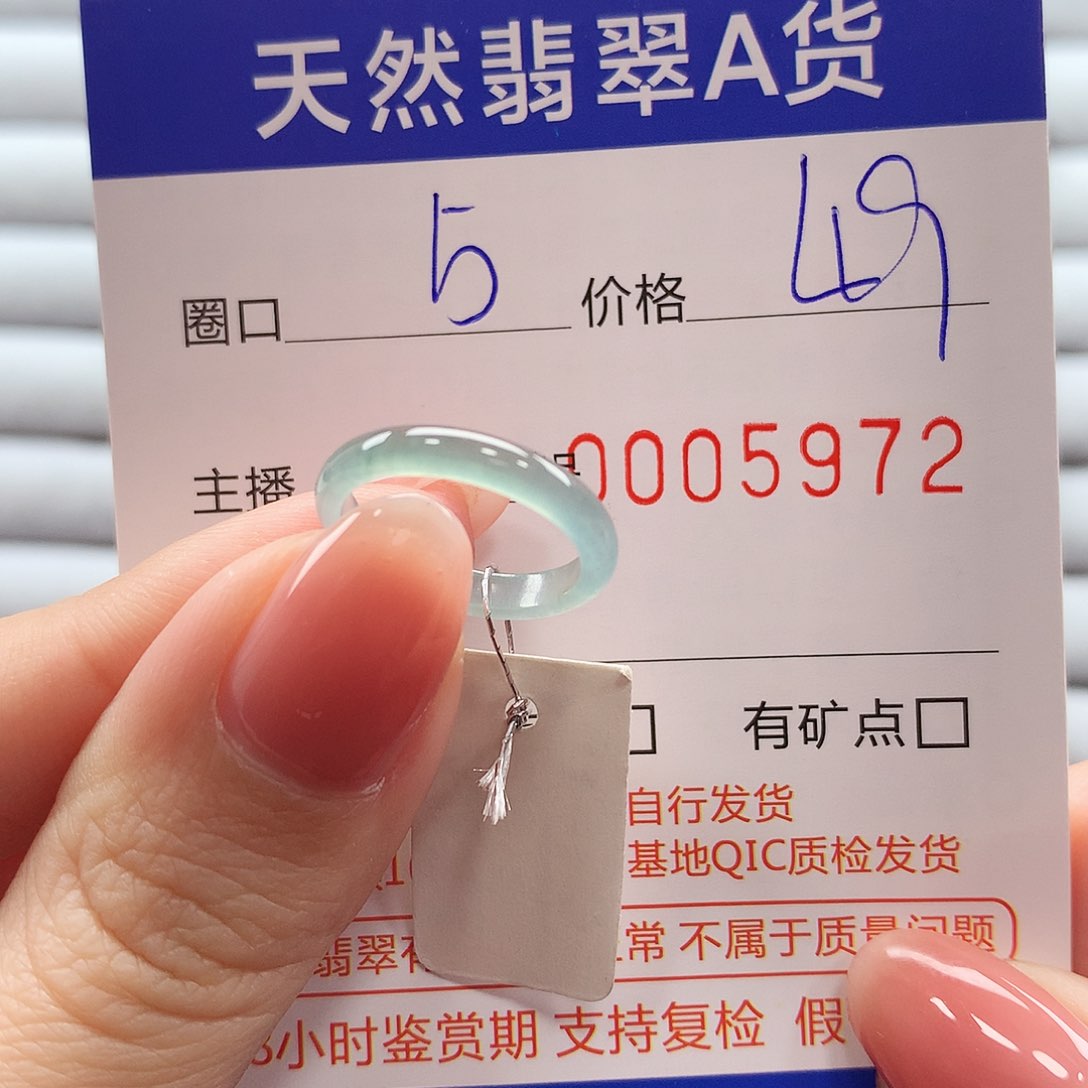 天然翡翠A货
圈口 5 价格 49
主播 0005972
有矿点
自行发货
基地QIC质检发货
翡翠 常 不属于质量问题
小时鉴赏期 支持复检 假